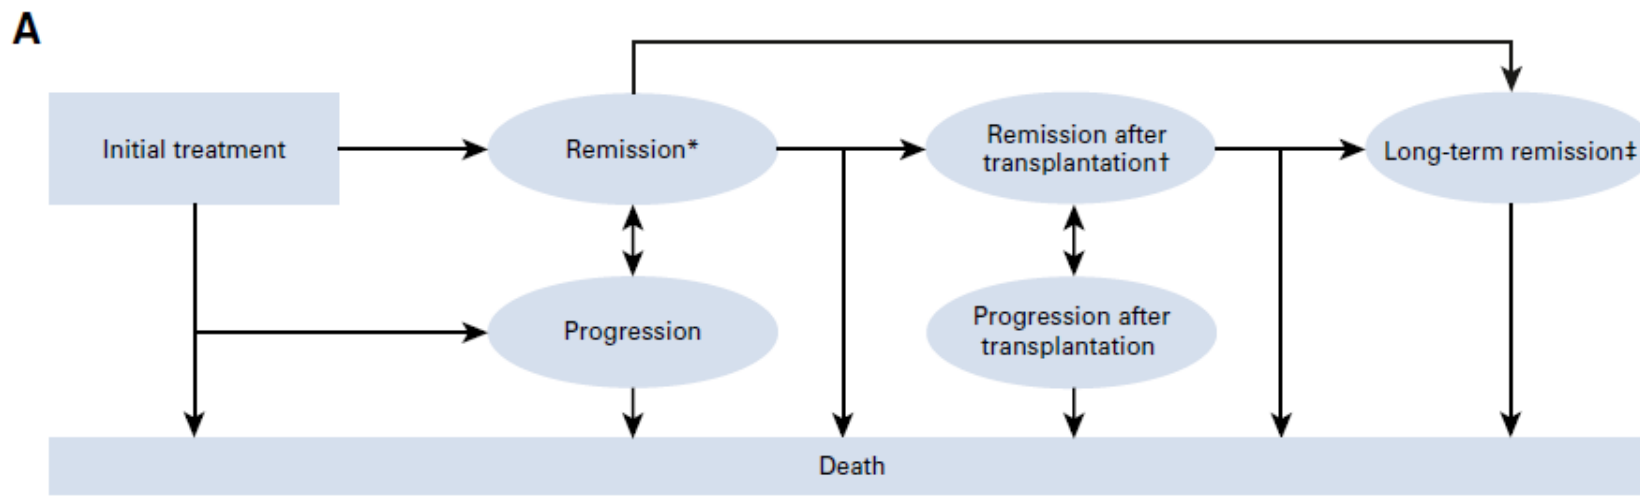 A
Initial treatment
Remission*
Remission after
transplantation†
Long-term remission‡
Progression
Progression after
transplantation
Death